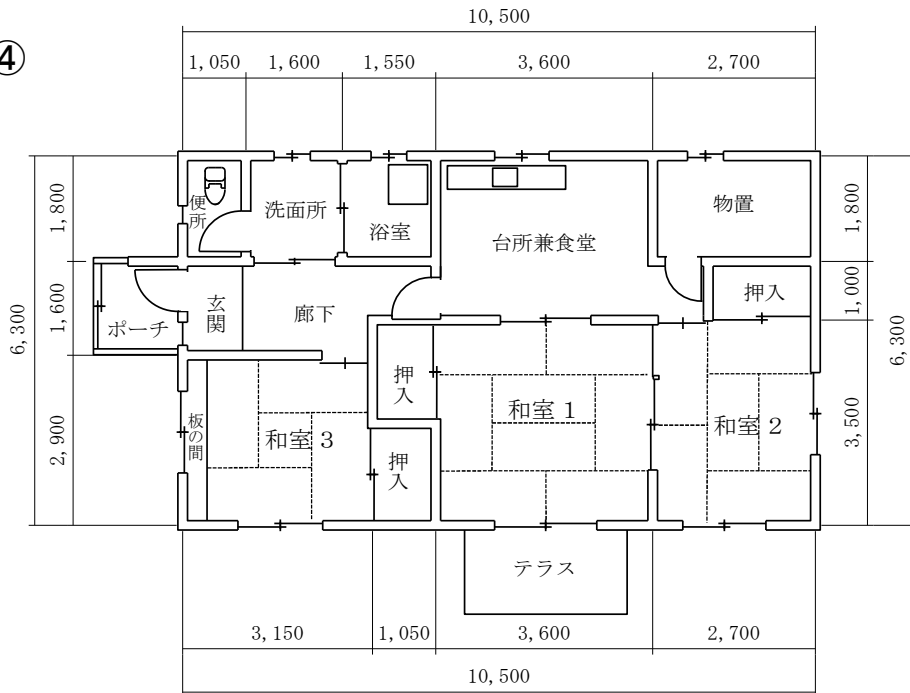 ④
10,500
1,050
1,600
1,550
3,600
2,700
6,300
1,800
1,600
2,900
便所
洗面所
浴室
台所兼食堂
物置
1,800
1,000
3,500
6,300
ポーチ
玄関
廊下
押入
板の間
和室 3
押入
押入
和室 1
和室 2
テラス
3,150
1,050
3,600
2,700
10,500